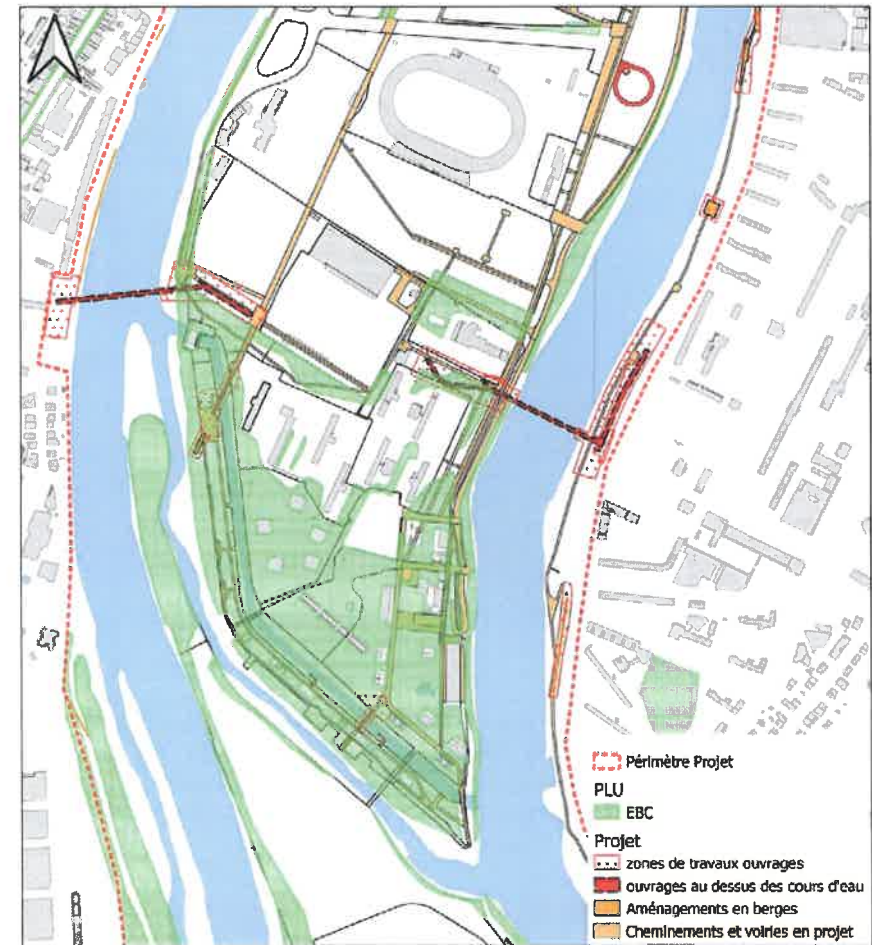 Périmètre Projet
PLU
EBC
Projet
zones de travaux ouvrages
ouvrages au dessus des cours d'eau
Aménagements en berges
Cheminements et voiries en projet